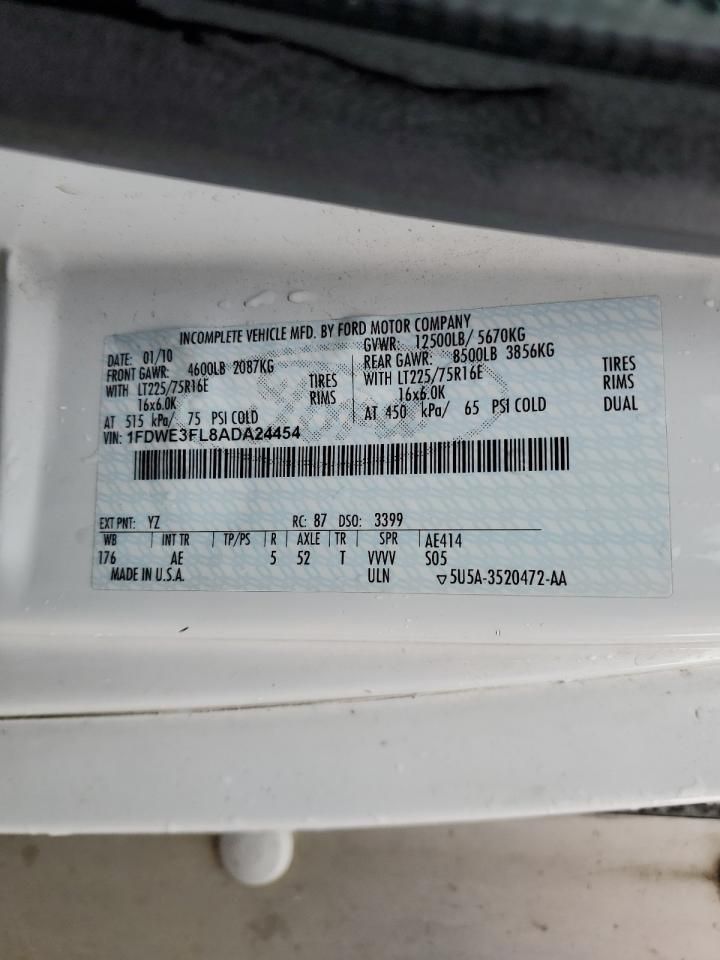 INCOMPLETE VEHICLE MFD. BY FORD MOTOR COMPANY
DATE: 01/10 GVWR: 12500LB/ 5670KG
FRONT GAWR: 4600LB 2087KG REAR GAWR: 8500LB 3856KG
WITH LT225/75R16E TIRES WITH LT225/75R16E TIRES
16x6.0K RIMS 16x6.0K RIMS
AT 515 kPa/ 75 PSI COLD AT 450 kPa/ 65 PSI COLD DUAL
VIN: 1FDWE3FL8ADA24454
EXT PNT: YZ RC: 87 DSO: 3399
WB INT TR TP/PS R AXLE TR SPR AE414
176 AE 5 52 T VVVV S05
MADE IN U.S.A. ULN ▽5U5A-3520472-AA